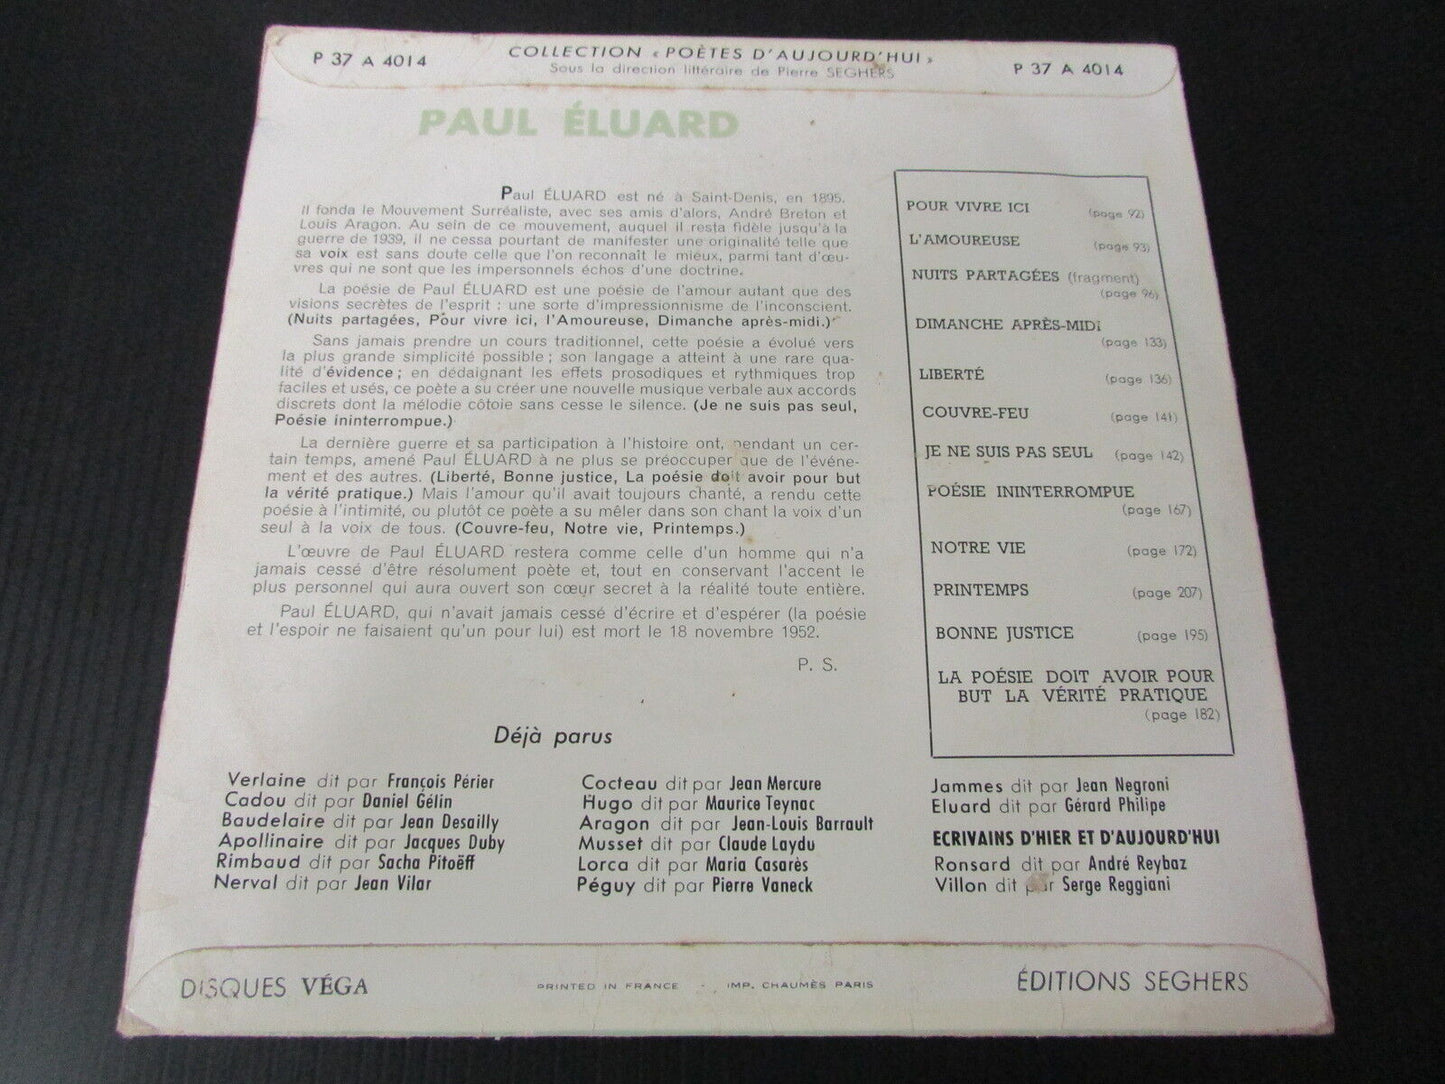 P 37 A 4014
COLLECTION « POÈTES D'AUJOURD'HUI »
Sous la direction littéraire de Pierre SEGHERS
P 37 A 4014
PAUL ÉLUARD
Paul ÉLUARD est né à Saint-Denis, en 1895.
Il fonda le Mouvement Surréaliste, avec ses amis d'alors, André Breton et
Louis Aragon. Au sein de ce mouvement, auquel il resta fidèle jusqu'à la
guerre de 1939, il ne cessa pourtant de manifester une originalité telle que
sa voix est sans doute celle que l'on reconnaît le mieux, parmi tant d'œu-
vres qui ne sont que les impersonnels échos d'une doctrine.
La poésie de Paul ÉLUARD est une poésie de l'amour autant que des
visions secrètes de l'esprit : une sorte d'impressionnisme de l'inconscient.
(Nuits partagées, Pour vivre ici, l'Amoureuse, Dimanche après-midi.)
Sans jamais prendre un cours traditionnel, cette poésie a évolué vers
la plus grande simplicité possible ; son langage a atteint à une rare qua-
lité d'évidence ; en dédaignant les effets prosodiques et rythmiques trop
faciles et usés, ce poète a su créer une nouvelle musique verbale aux accords
discrets dont la mélodie côtoie sans cesse le silence. (Je ne suis pas seul,
Poésie ininterrompue.)
La dernière guerre et sa participation à l'histoire ont, pendant un cer-
tain temps, amené Paul ÉLUARD à ne plus se préoccuper que de l'événe-
ment et des autres. (Liberté, Bonne justice, La poésie doit avoir pour but
la vérité pratique.) Mais l'amour qu'il avait toujours chanté, a rendu cette
poésie à l'intimité, ou plutôt ce poète a su mêler dans son chant la voix d'un
seul à la voix de tous. (Couvre-feu, Notre vie, Printemps.)
L'œuvre de Paul ÉLUARD restera comme celle d'un homme qui n'a
jamais cessé d'être résolument poète et, tout en conservant l'accent le
plus personnel qui aura ouvert son cœur secret à la réalité toute entière.
Paul ÉLUARD, qui n'avait jamais cessé d'écrire et d'espérer (la poésie
et l'espoir ne faisaient qu'un pour lui) est mort le 18 novembre 1952.
P. S.
POUR VIVRE ICI (page 92)
L'AMOUREUSE (page 93)
NUITS PARTAGÉES (fragment)
(page 96)
DIMANCHE APRÈS-MIDI
(page 133)
LIBERTÉ (page 136)
COUVRE-FEU (page 141)
JE NE SUIS PAS SEUL (page 142)
POÉSIE ININTERROMPUE
(page 167)
NOTRE VIE (page 172)
PRINTEMPS (page 207)
BONNE JUSTICE (page 195)
LA POÉSIE DOIT AVOIR POUR
BUT LA VÉRITÉ PRATIQUE
(page 182)
Déjà parus
Verlaine dit par François Périer
Cadou dit par Daniel Gélin
Baudelaire dit par Jean Desailly
Apollinaire dit par Jacques Duby
Rimbaud dit par Sacha Pitoëff
Nerval dit par Jean Vilar
Cocteau dit par Jean Mercure
Hugo dit par Maurice Teynac
Aragon dit par Jean-Louis Barrault
Musset dit par Claude Laydu
Lorca dit par Maria Casarès
Péguy dit par Pierre Vaneck
Jammes dit par Jean Negroni
Eluard dit par Gérard Philipe
ECRIVAINS D'HIER ET D'AUJOURD'HUI
Ronsard dit par André Reybaz
Villon dit par Serge Reggiani
DISQUES VÉGA
PRINTED IN FRANCE - IMP. CHAUMÈS PARIS
ÉDITIONS SEGHERS